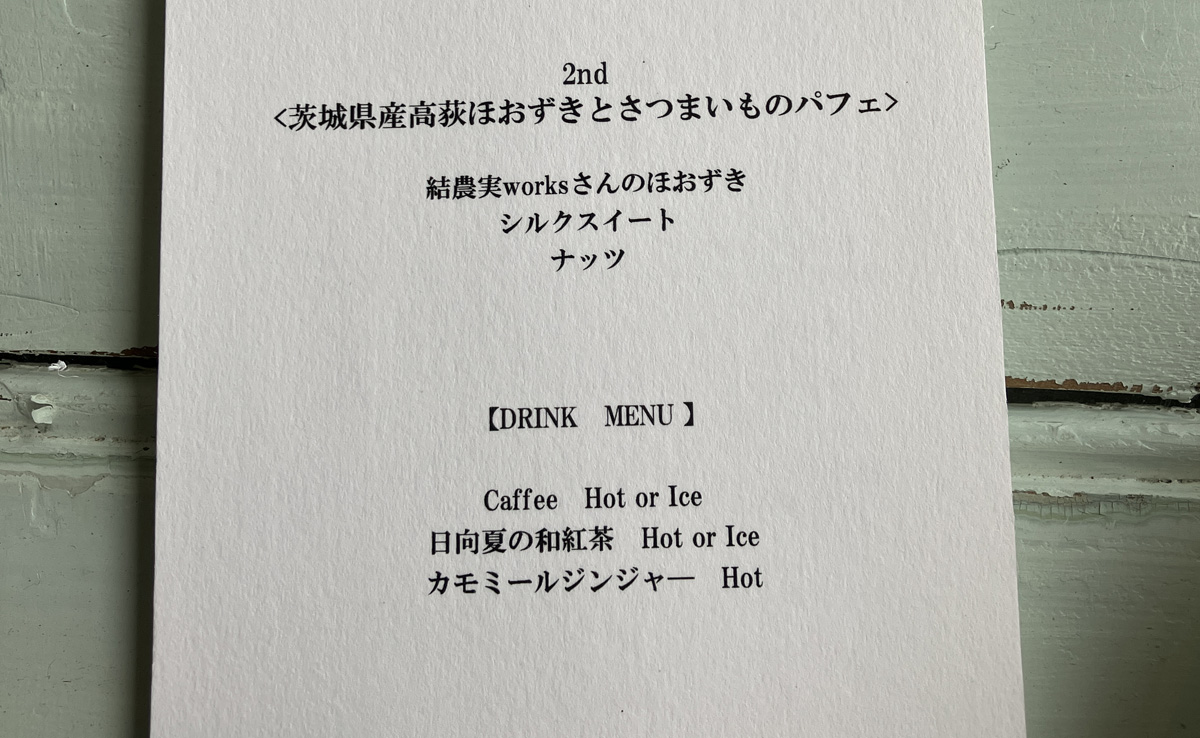 2nd
<茨城県産高萩ほおずきとさつまいものパフェ>
結農実worksさんのほおずき
シルクスイート
ナッツ
【DRINK　MENU 】
Caffee　Hot or Ice
日向夏の和紅茶　Hot or Ice
カモミールジンジャ―　Hot